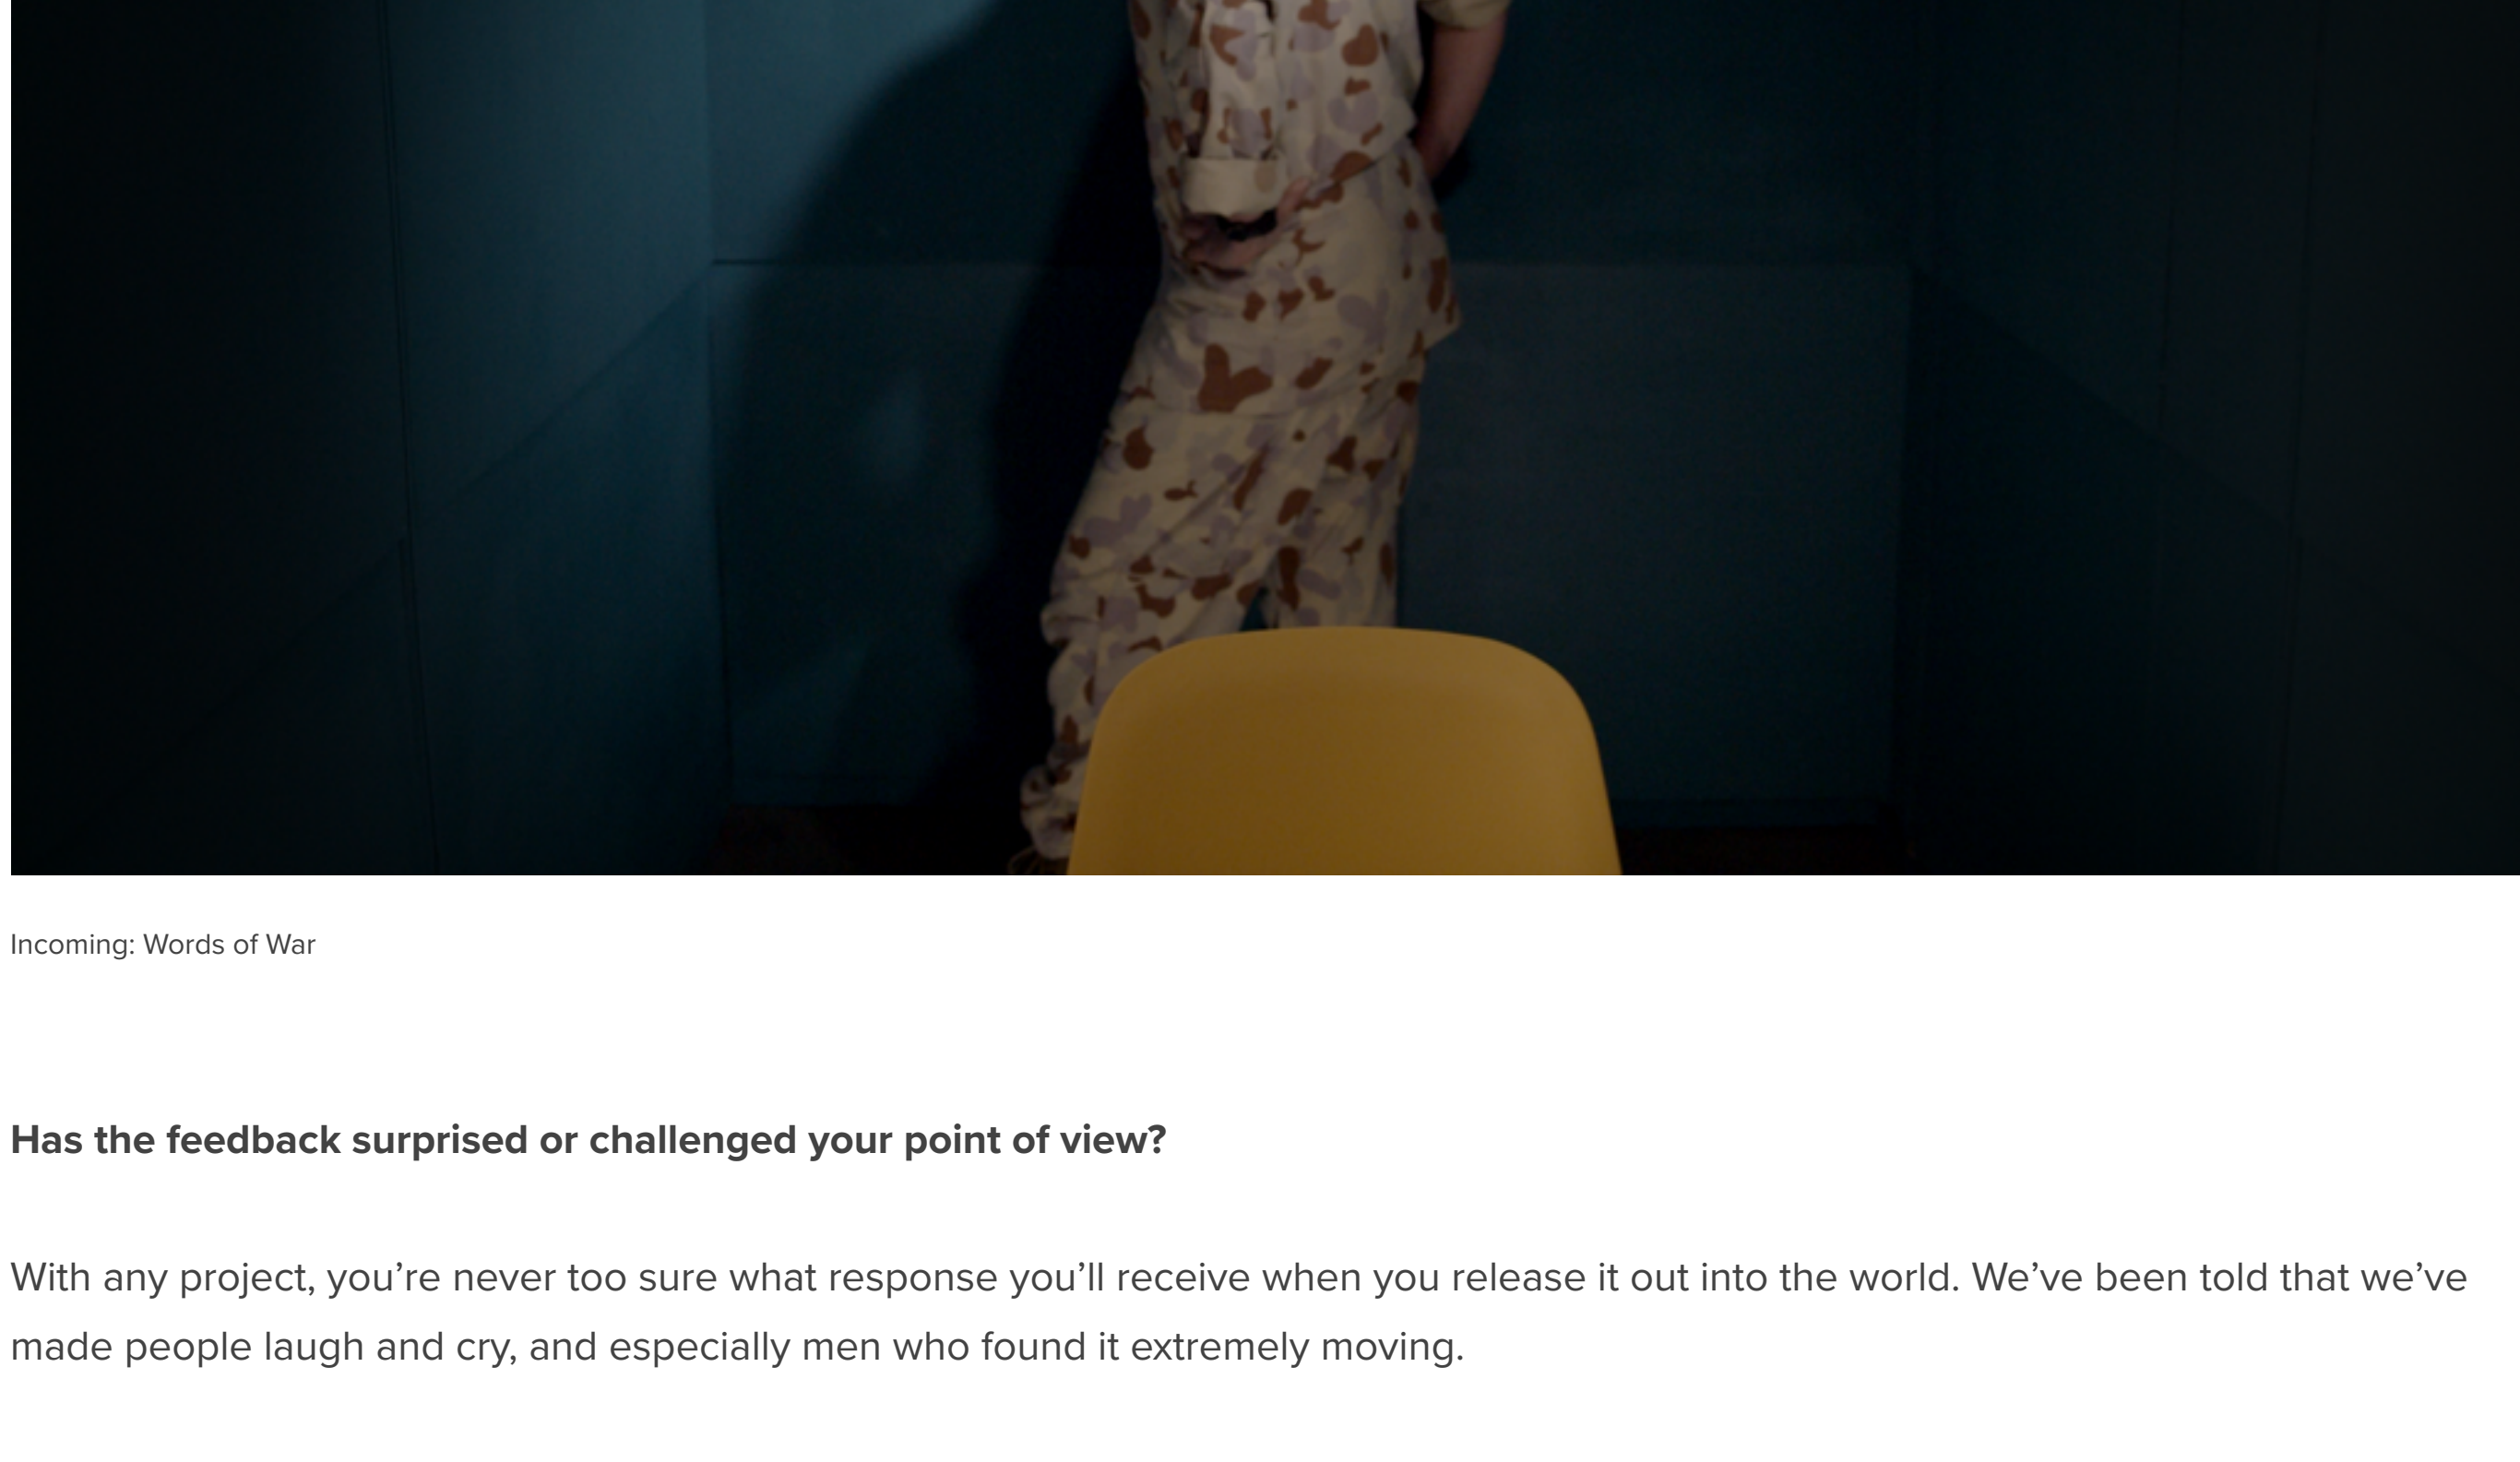 Incoming: Words of War
Has the feedback surprised or challenged your point of view?
With any project, you’re never too sure what response you’ll receive when you release it out into the world. We’ve been told that we’ve
made people laugh and cry, and especially men who found it extremely moving.